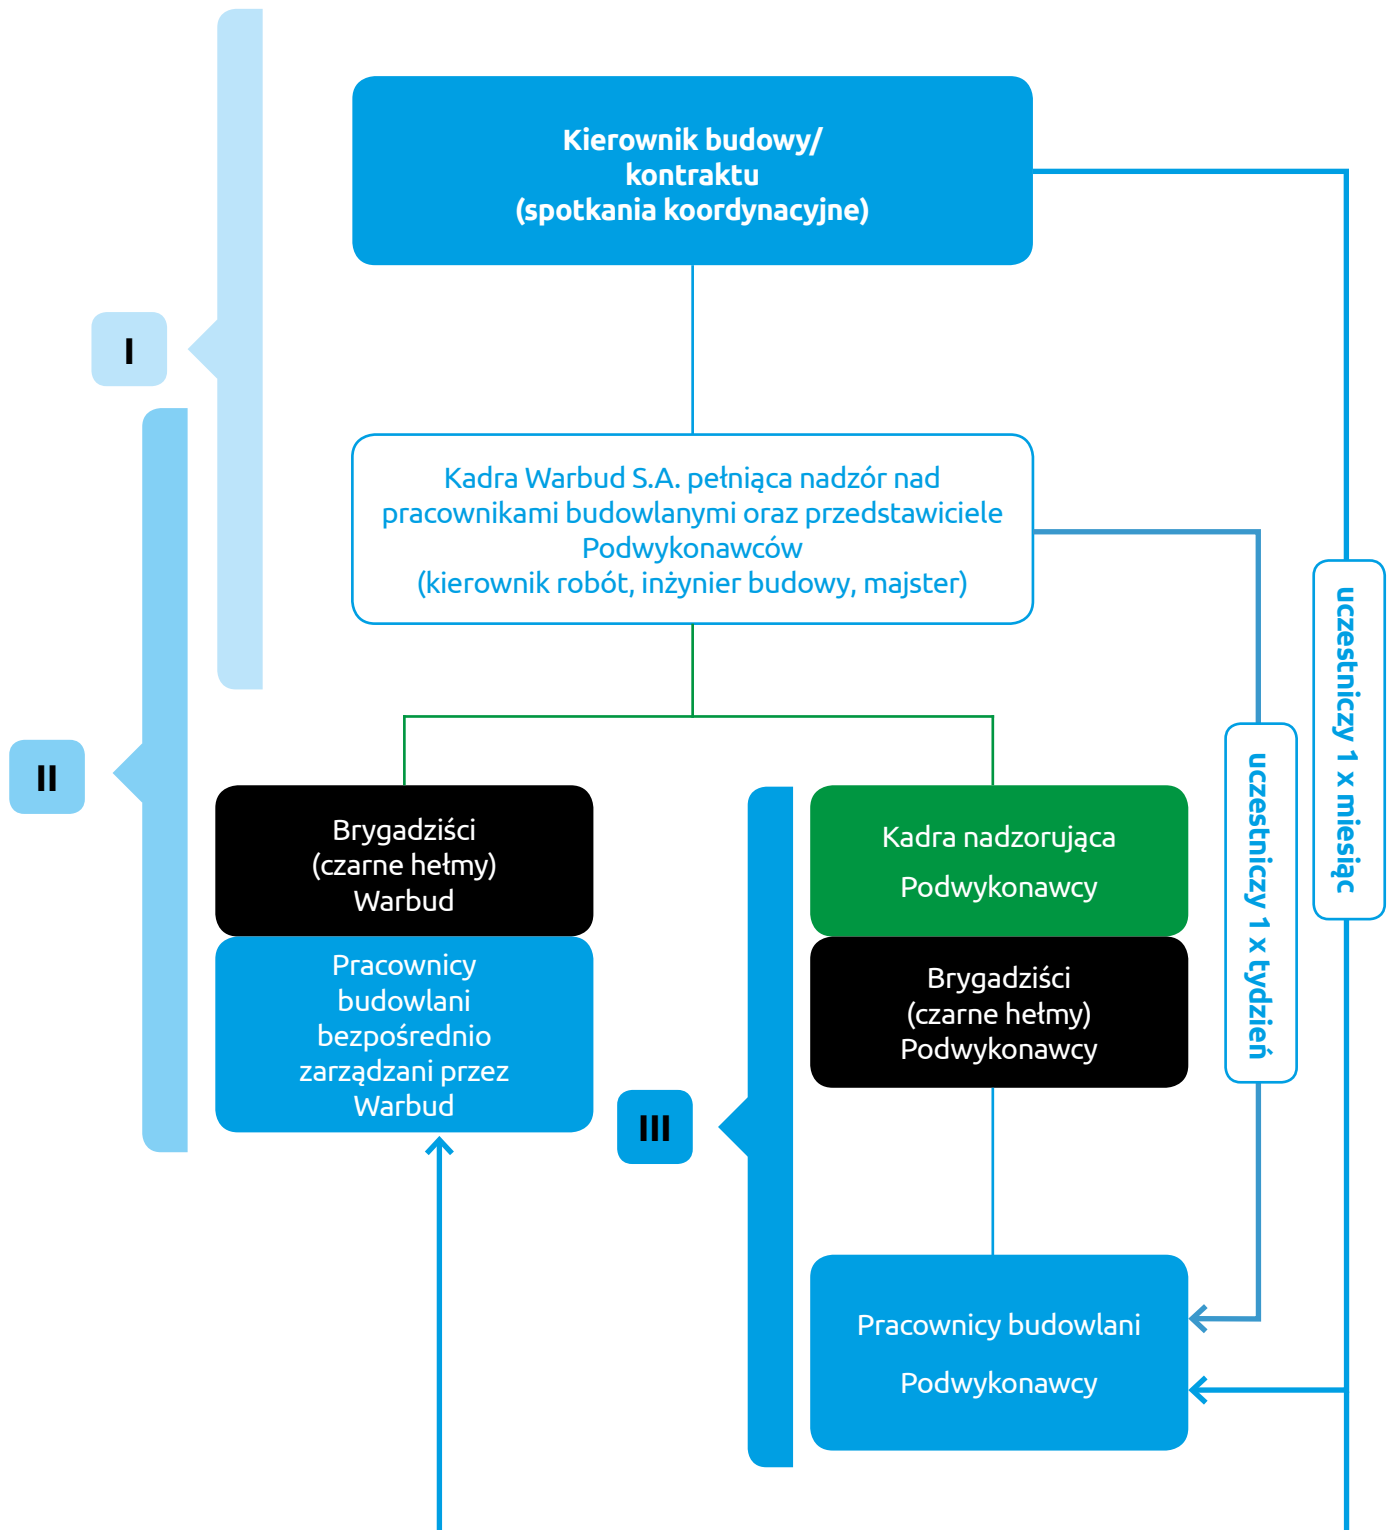 Kierownik budowy/
kontraktu
(spotkania koordynacyjne)
I
Kadra Warbud S.A. pełniąca nadzór nad
pracownikami budowlanymi oraz przedstawiciele
Podwykonawców
(kierownik robót, inżynier budowy, majster)
II
Brygadziści
(czarne hełmy)
Warbud
Pracownicy
budowlani
bezpośrednio
zarządzani przez
Warbud
III
Kadra nadzorująca
Podwykonawcy
Brygadziści
(czarne hełmy)
Podwykonawcy
Pracownicy budowlani
Podwykonawcy
uczestniczy 1 x tydzień
uczestniczy 1 x miesiąc